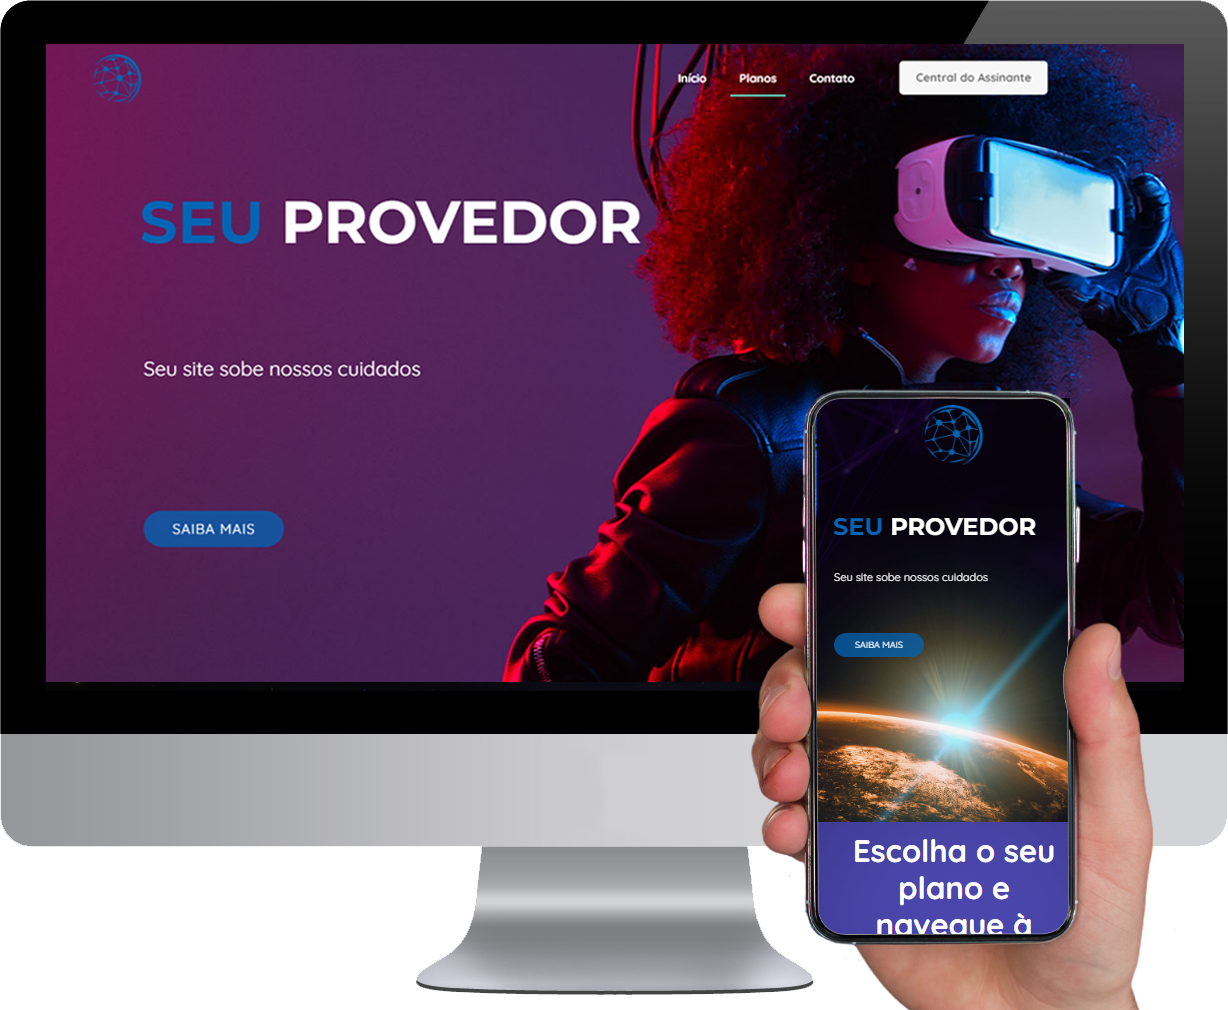 Início Planos Contato Central do Assinante
SEU PROVEDOR
Seu site sobe nossos cuidados
SAIBA MAIS
SEU PROVEDOR
Seu site sobe nossos cuidados
SAIBA MAIS
Escolha o seu
plano e
navegue à